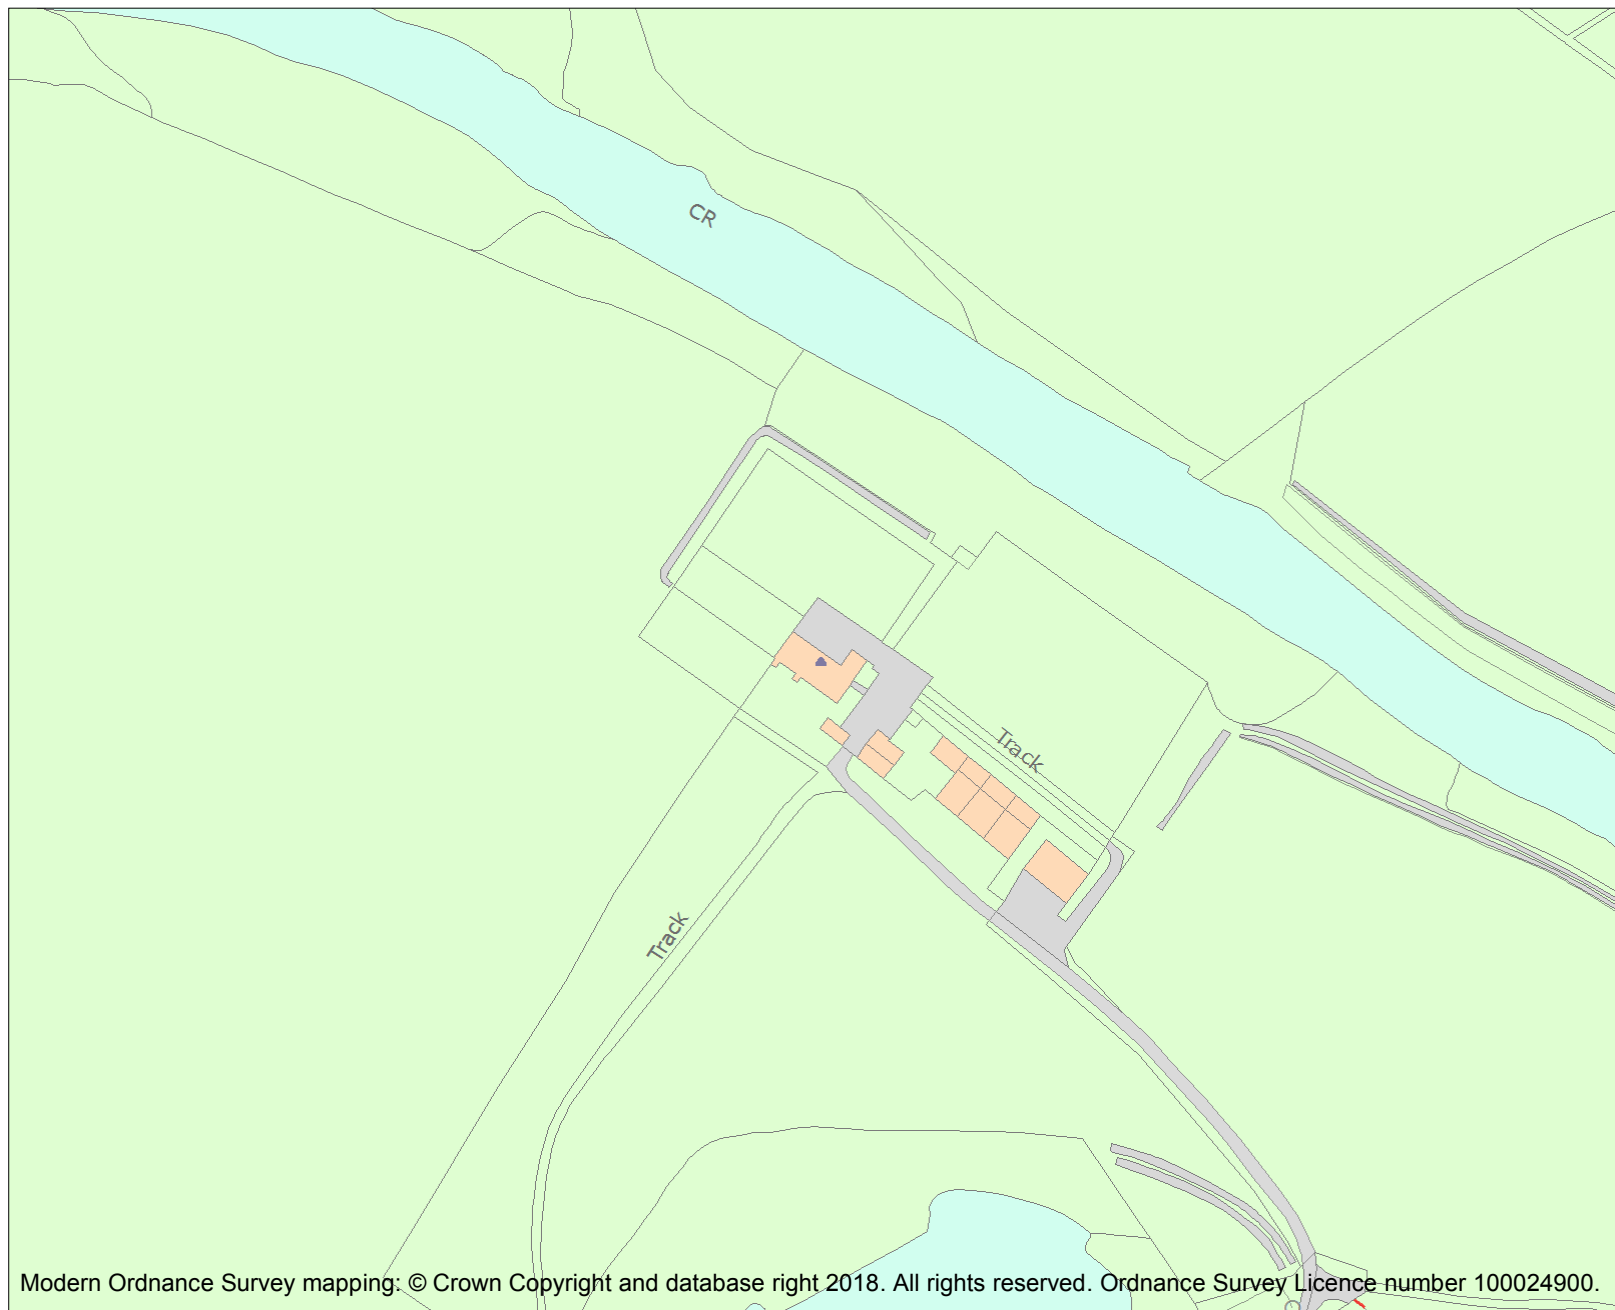 CR
Track
Track
Modern Ordnance Survey mapping: © Crown Copyright and database right 2018. All rights reserved. Ordnance Survey Licence number 100024900.